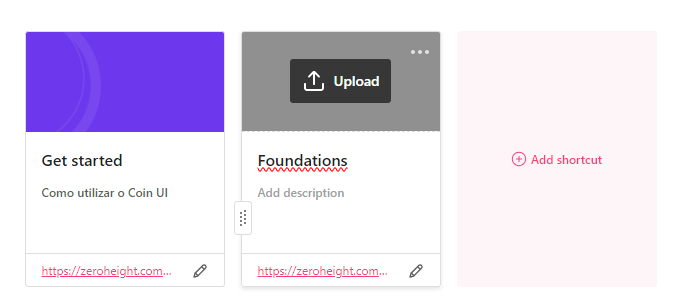 Upload
Get started
Como utilizar o Coin UI
https://zeroheight.com...
Foundations
Add description
https://zeroheight.com...
Add shortcut